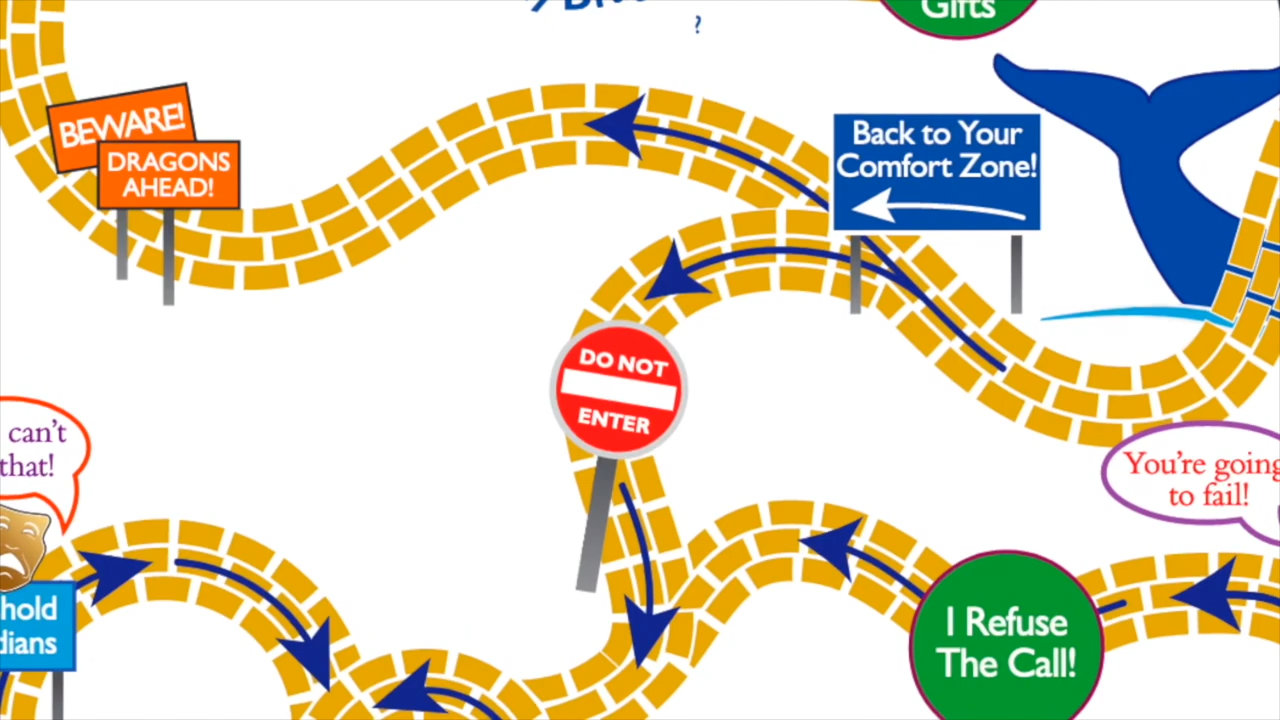 ?
Gifts
BEWARE!
DRAGONS
AHEAD!
Back to Your
Comfort Zone!
DO NOT
ENTER
can't
that!
You're going
to fail!
hold
dians
I Refuse
The Call!